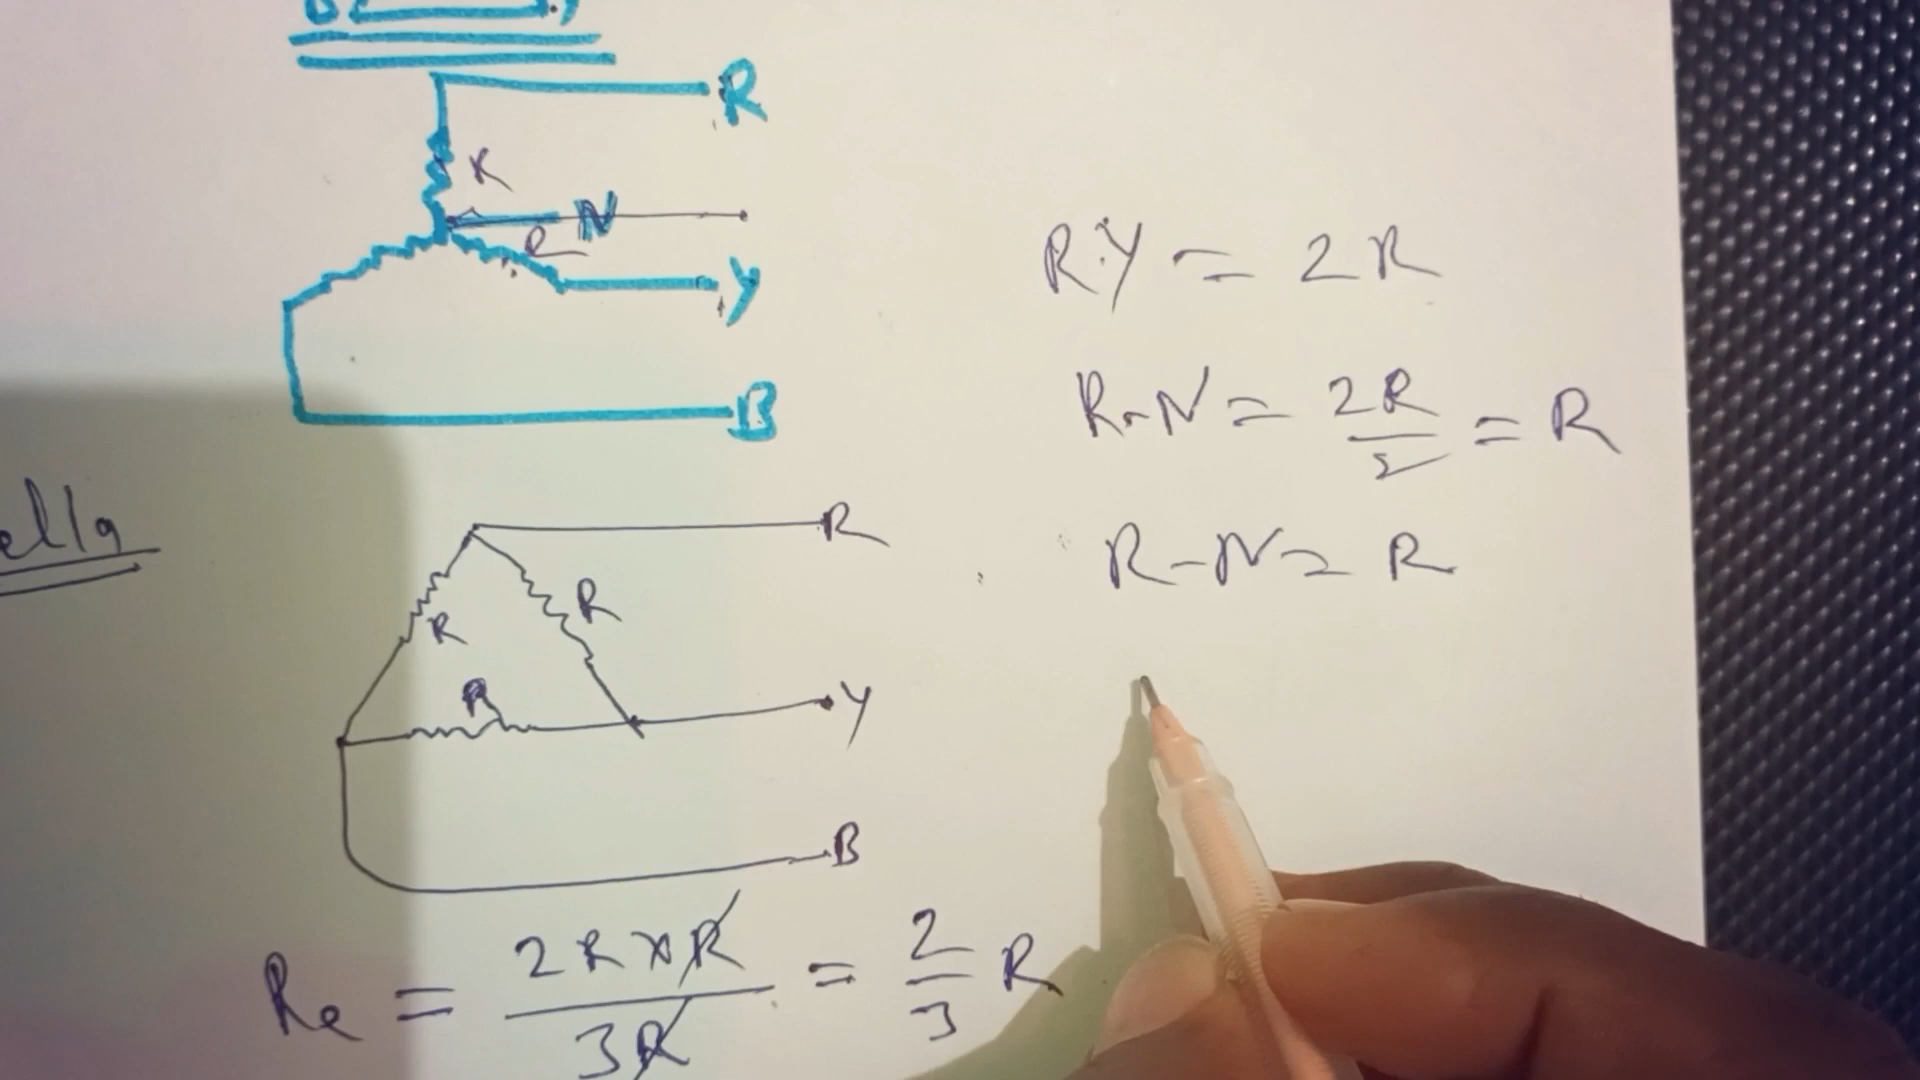 R
R
N
R
Y
B
R.Y = 2R
R-N = 2R/2 = R
R-N = R
R
R
R
R
Y
B
Re = 2R×R/3R = 2/3 R